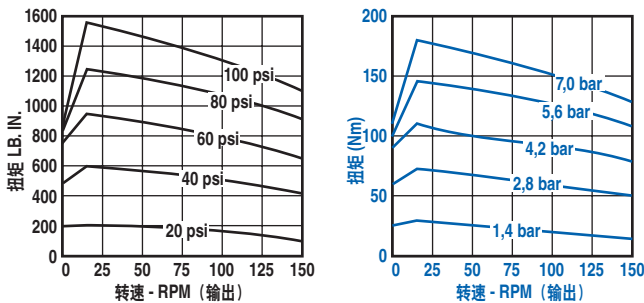 扭矩 LB. IN.
1600
1400
1200
1000
800
600
400
200
0
100 psi
80 psi
60 psi
40 psi
20 psi
0 25 50 75 100 125 150
转速 - RPM（输出）
扭矩 (Nm)
200
150
100
50
0
7,0 bar
5,6 bar
4,2 bar
2,8 bar
1,4 bar
0 25 50 75 100 125 150
转速 - RPM（输出）